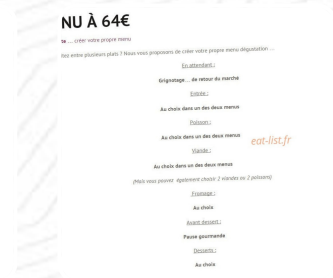 NU À 64€
te ... créer votre propre menu
tiez entre plusieurs plats ? Nous vous proposons de créer votre propre menu dégustation ...
En attendant :
Grignotage... de retour du marché
Entrée :
Au choix dans un des deux menus
Poisson :
Au choix dans un des deux menus
eat-list.fr
Viande :
Au choix dans un des deux menus
(Mais vous pouvez également choisir 2 viandes ou 2 poissons)
Fromage :
Au choix
Avant dessert :
Pause gourmande
Desserts :
Au choix